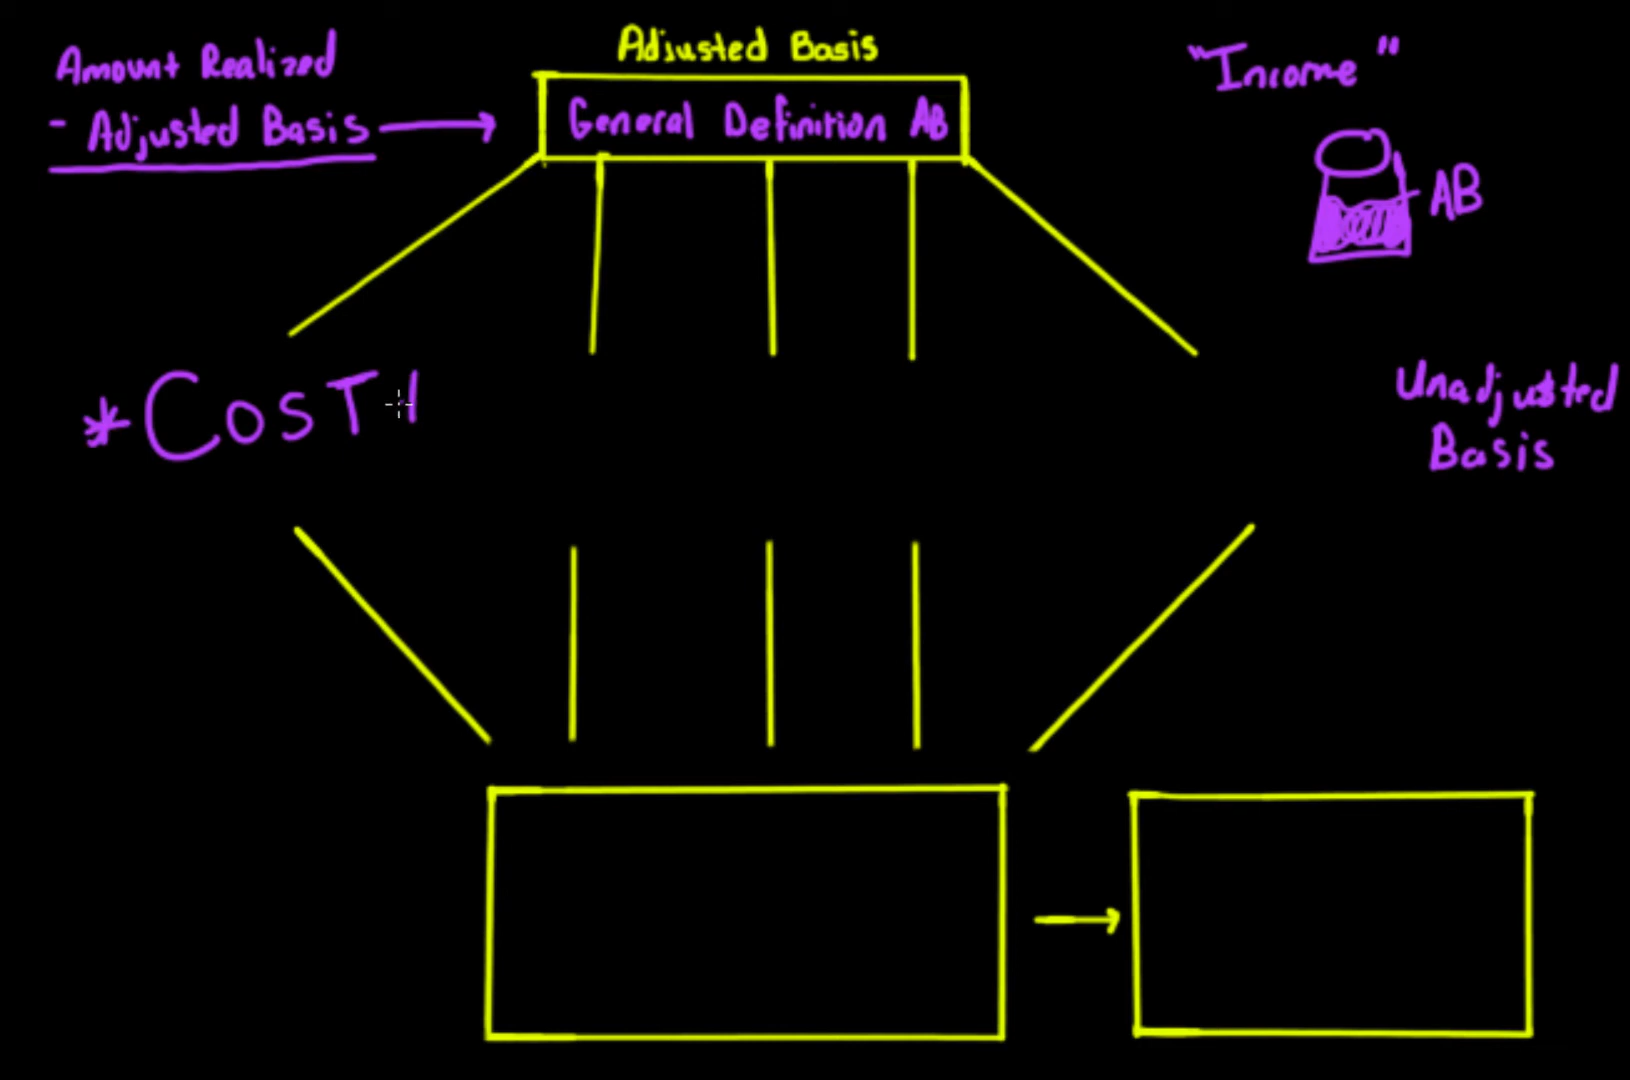 Adjusted Basis
Amount Realized
- Adjusted Basis
General Definition AB
"Income"
AB
*COST
Unadjusted
Basis